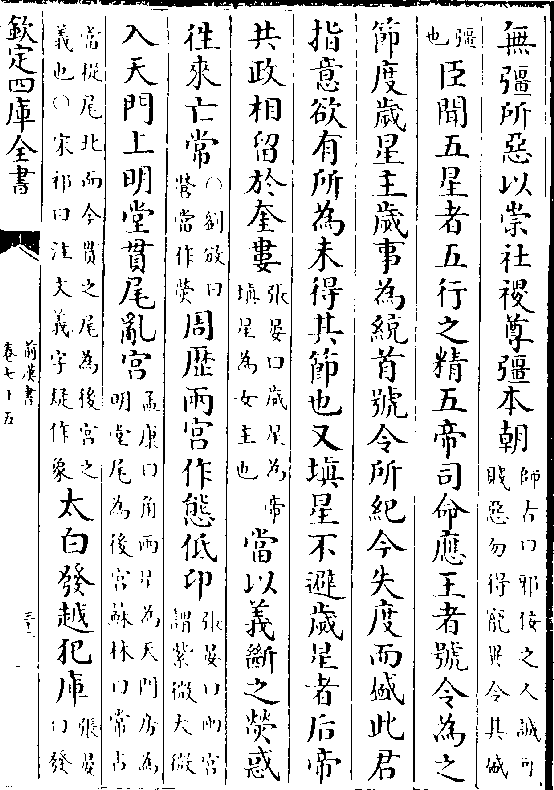 無彊所惡以崇社稷尊彊本朝師古曰邪佞之人誠可賤惡勿得寵異令其盛
彊也臣聞五星者五行之精五帝司命應王者號令為之
節度歲星主歲事為統首號令所紀今失度而盛此君
指意欲有所為未得其節也又塡星不避歲星者后帝
共政相留於奎婁張晏曰歲星為帝塡星為女主也當以義斷之熒惑
徃來亡常○劉攽曰營當作熒周歴兩宮作態低卬張晏曰兩宮謂紫微大微
入天門上明堂貫尾亂宮孟康曰角兩星為天門房為明堂尾為後宮蘇林曰常占
當從尾北而今貫之尾為後宮之義也○宋祁曰注文義字疑作象太白發越犯庫張晏曰發
欽定四庫全書
前漢書
卷七十五